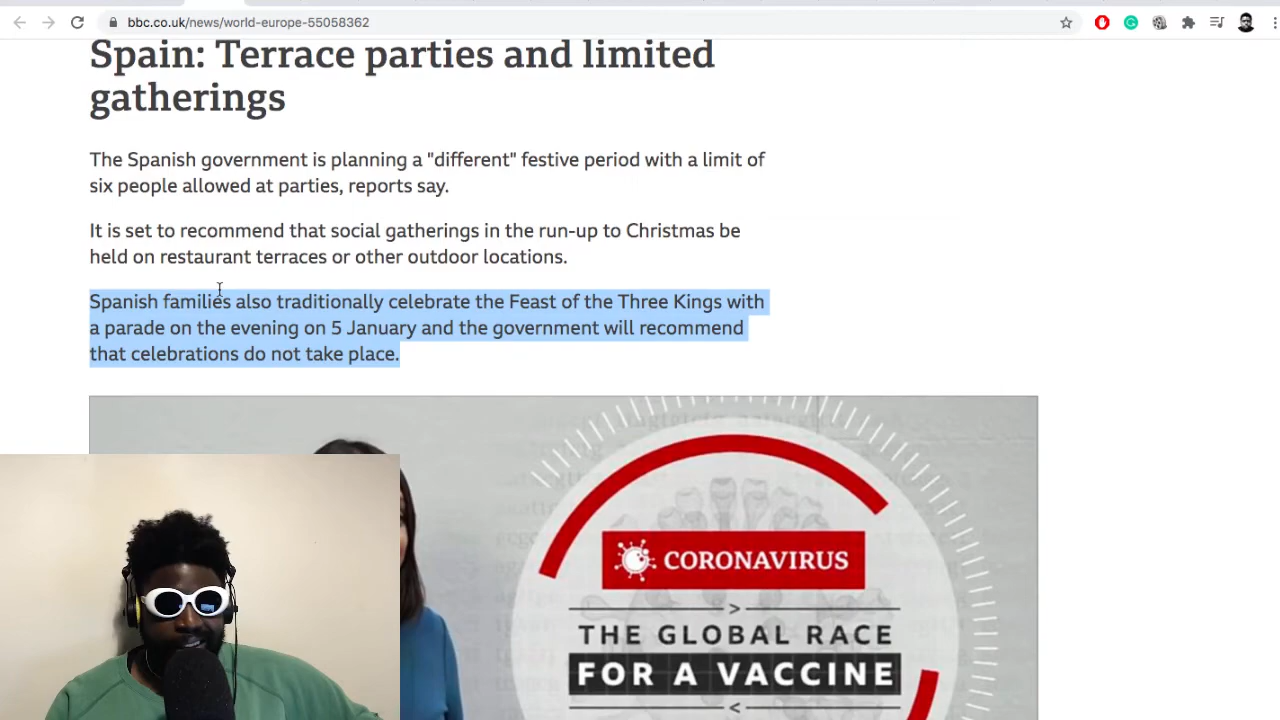 bbc.co.uk/news/world-europe-55058362
Spain: Terrace parties and limited
gatherings
The Spanish government is planning a "different" festive period with a limit of
six people allowed at parties, reports say.
It is set to recommend that social gatherings in the run-up to Christmas be
held on restaurant terraces or other outdoor locations.
Spanish families also traditionally celebrate the Feast of the Three Kings with
a parade on the evening on 5 January and the government will recommend
that celebrations do not take place.
CORONAVIRUS
THE GLOBAL RACE
FOR A VACCINE